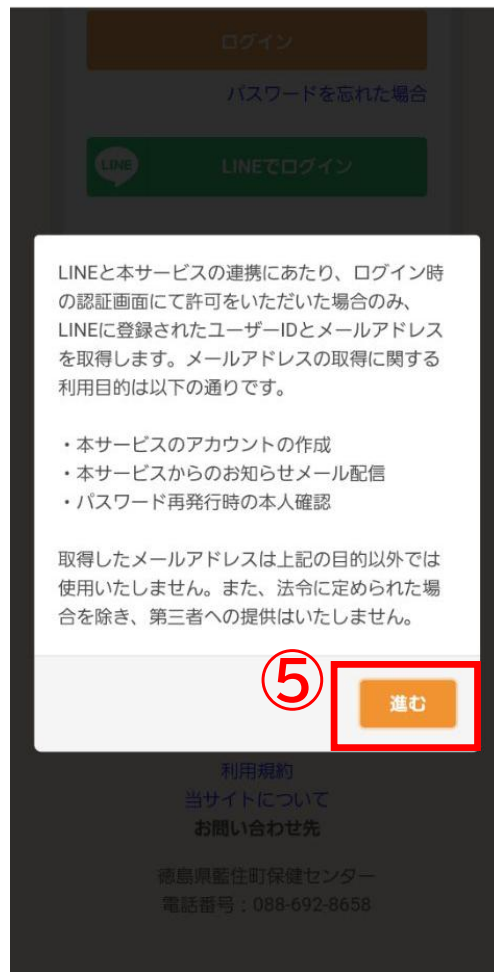 ログイン
パスワードを忘れた場合
LINE
LINEでログイン
LINEと本サービスの連携にあたり、ログイン時
の認証画面にて許可をいただいた場合のみ、
LINEに登録されたユーザーIDとメールアドレス
を取得します。メールアドレスの取得に関する
利用目的は以下の通りです。
・本サービスのアカウントの作成
・本サービスからのお知らせメール配信
・パスワード再発行時の本人確認
取得したメールアドレスは上記の目的以外では
使用いたしません。また、法令に定められた場
合を除き、第三者への提供はいたしません。
⑤
進む
利用規約
当サイトについて
お問い合わせ先
徳島県藍住町保健センター
電話番号：088-692-8658